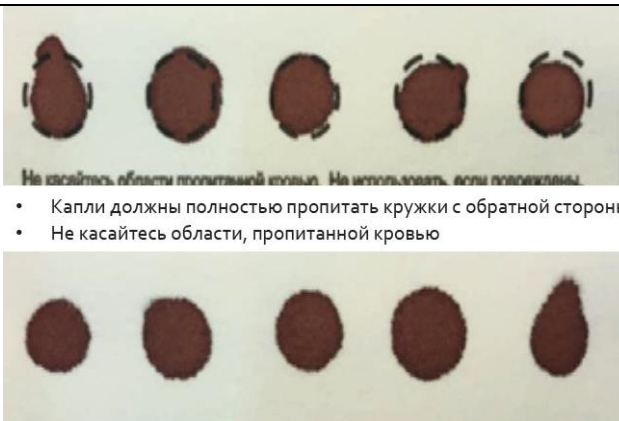 Не касайтесь области пропитанной кровью. Не использовать, если повреждены.
• Капли должны полностью пропитать кружки с обратной сторон
• Не касайтесь области, пропитанной кровью